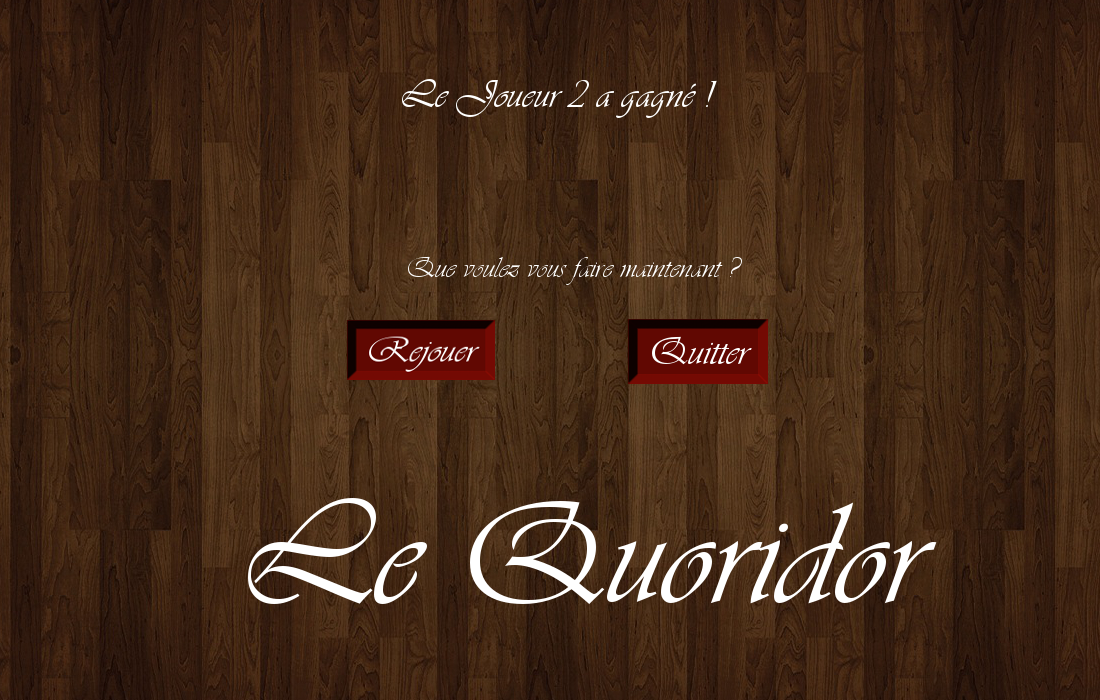 Le Joueur 2 a gagné !
Que voulez vous faire maintenant ?
Rejouer
Quitter
Le Quoridor